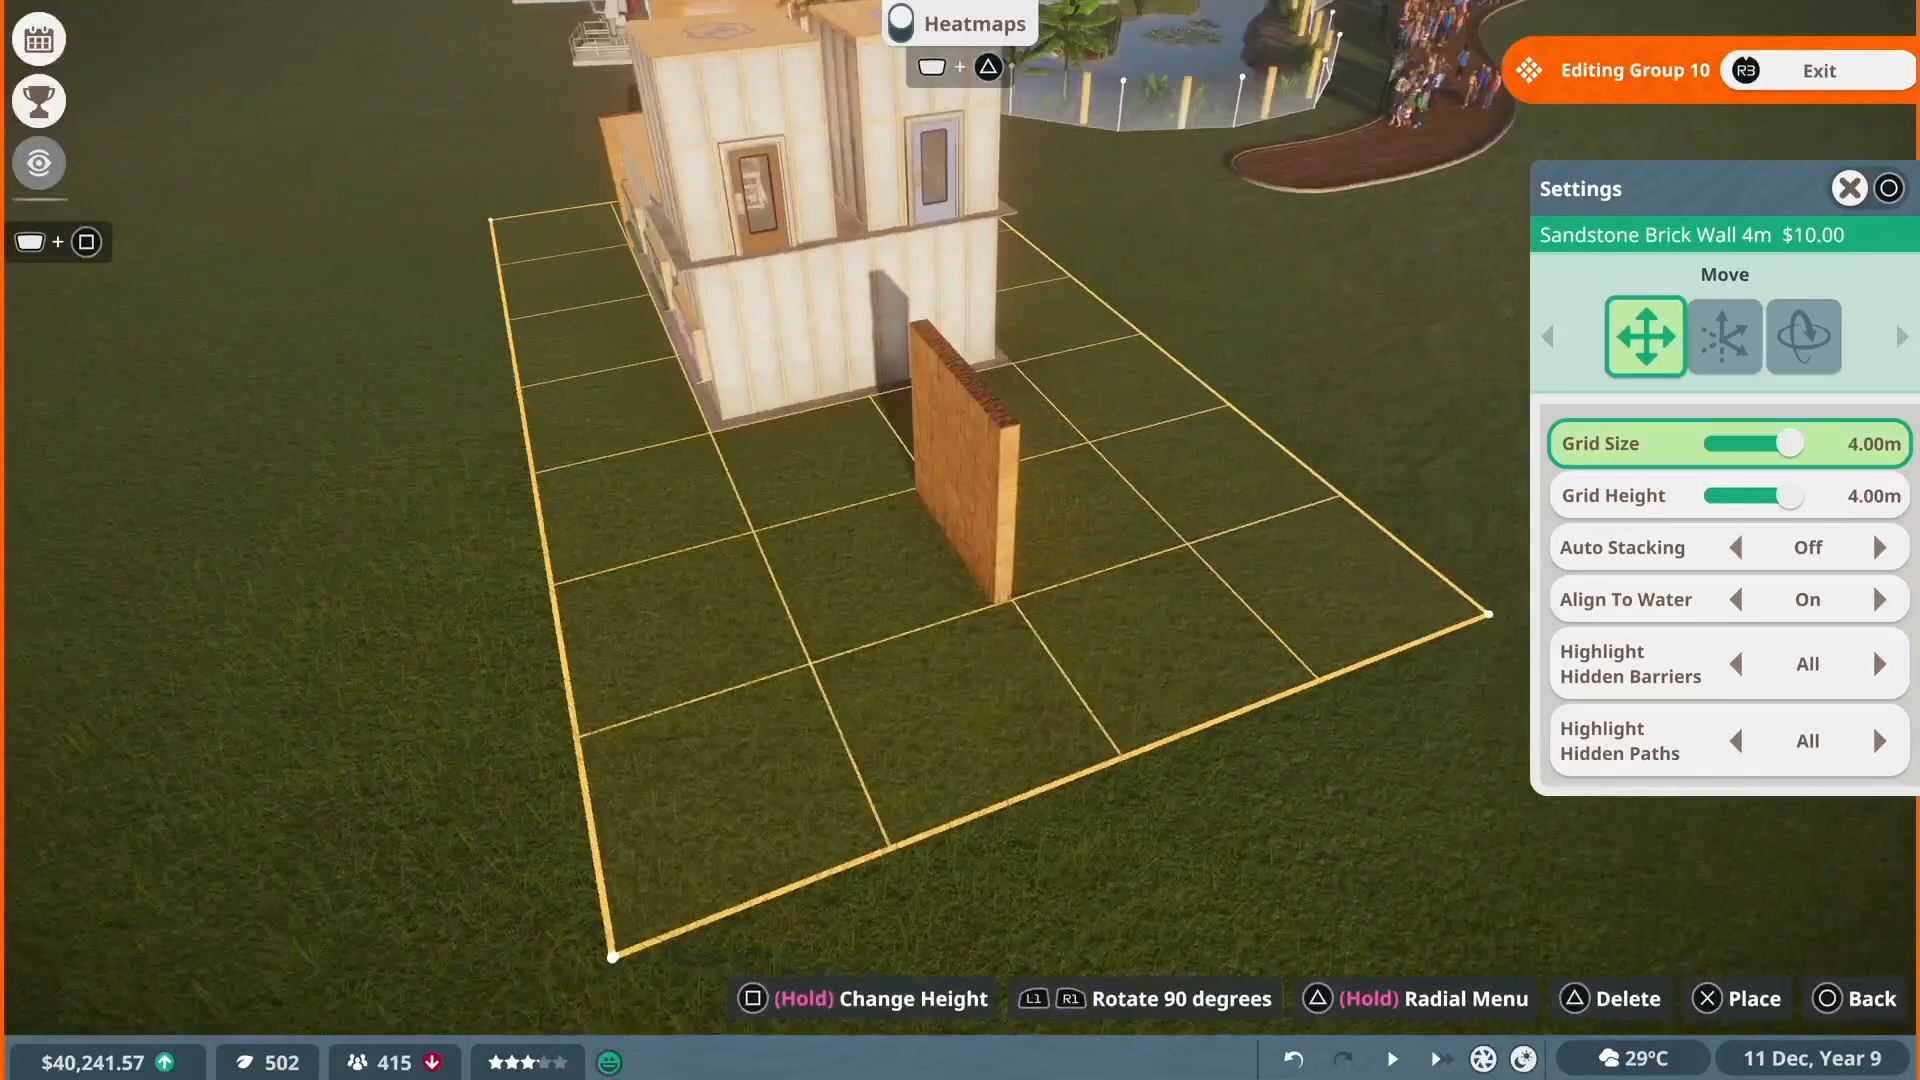 Heatmaps
+
Editing Group 10
R3 Exit
+
Settings
Sandstone Brick Wall 4m $10.00
Move
Grid Size 4.00m
Grid Height 4.00m
Auto Stacking Off
Align To Water On
Highlight
Hidden Barriers All
Highlight
Hidden Paths All
(Hold) Change Height L1 R1 Rotate 90 degrees (Hold) Radial Menu Delete Place Back
$40,241.57 502 415 29°C 11 Dec, Year 9